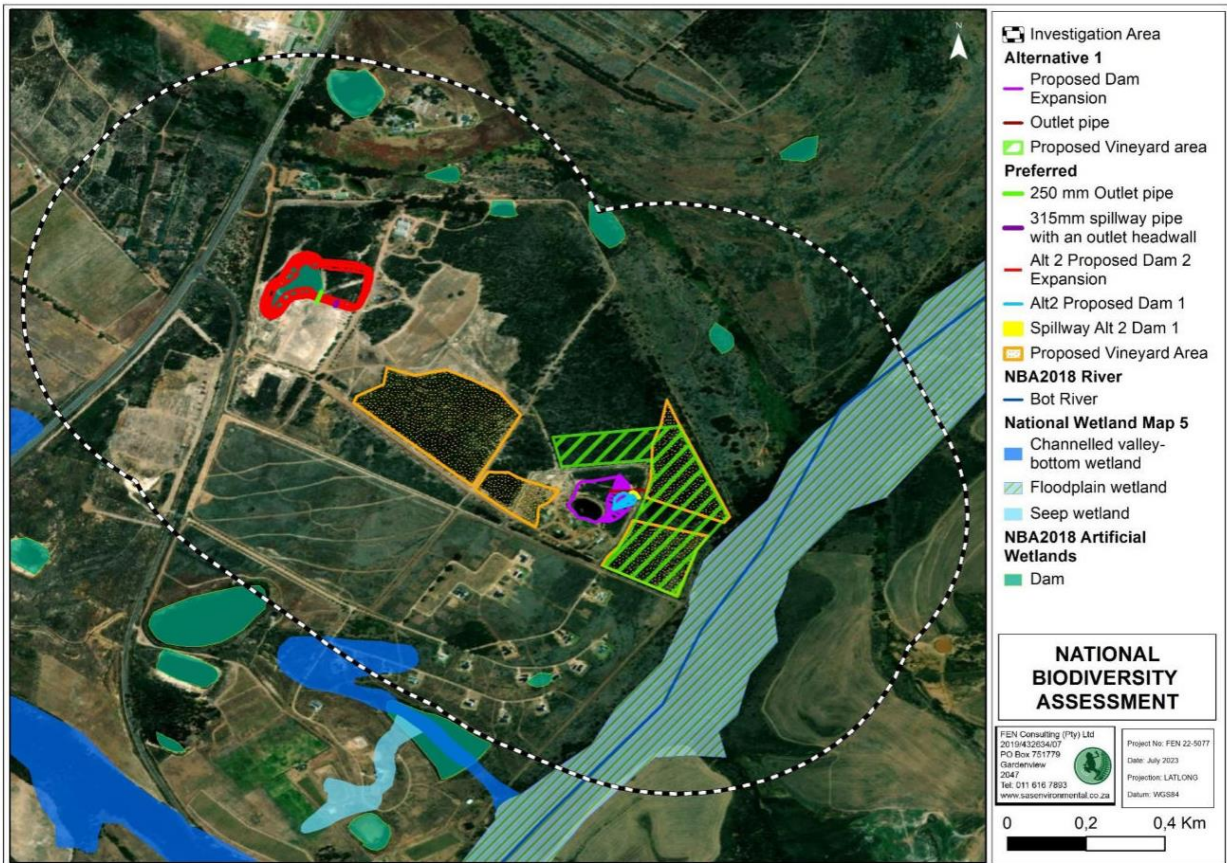 N
Investigation Area
Alternative 1
Proposed Dam
Expansion
Outlet pipe
Proposed Vineyard area
Preferred
250 mm Outlet pipe
315mm spillway pipe
with an outlet headwall
Alt 2 Proposed Dam 2
Expansion
Alt2 Proposed Dam 1
Spillway Alt 2 Dam 1
Proposed Vineyard Area
NBA2018 River
Bot River
National Wetland Map 5
Channelled valley-
bottom wetland
Floodplain wetland
Seep wetland
NBA2018 Artificial
Wetlands
Dam
NATIONAL
BIODIVERSITY
ASSESSMENT
FEN Consulting (Pty) Ltd
2019/432634/07
PO Box 751779
Gardenview
2047
Tel: 011 616 7893
www.sasenvironmental.co.za
Project No: FEN 22-5077
Date: July 2023
Projection: LATLONG
Datum: WGS84
0 0,2 0,4 Km